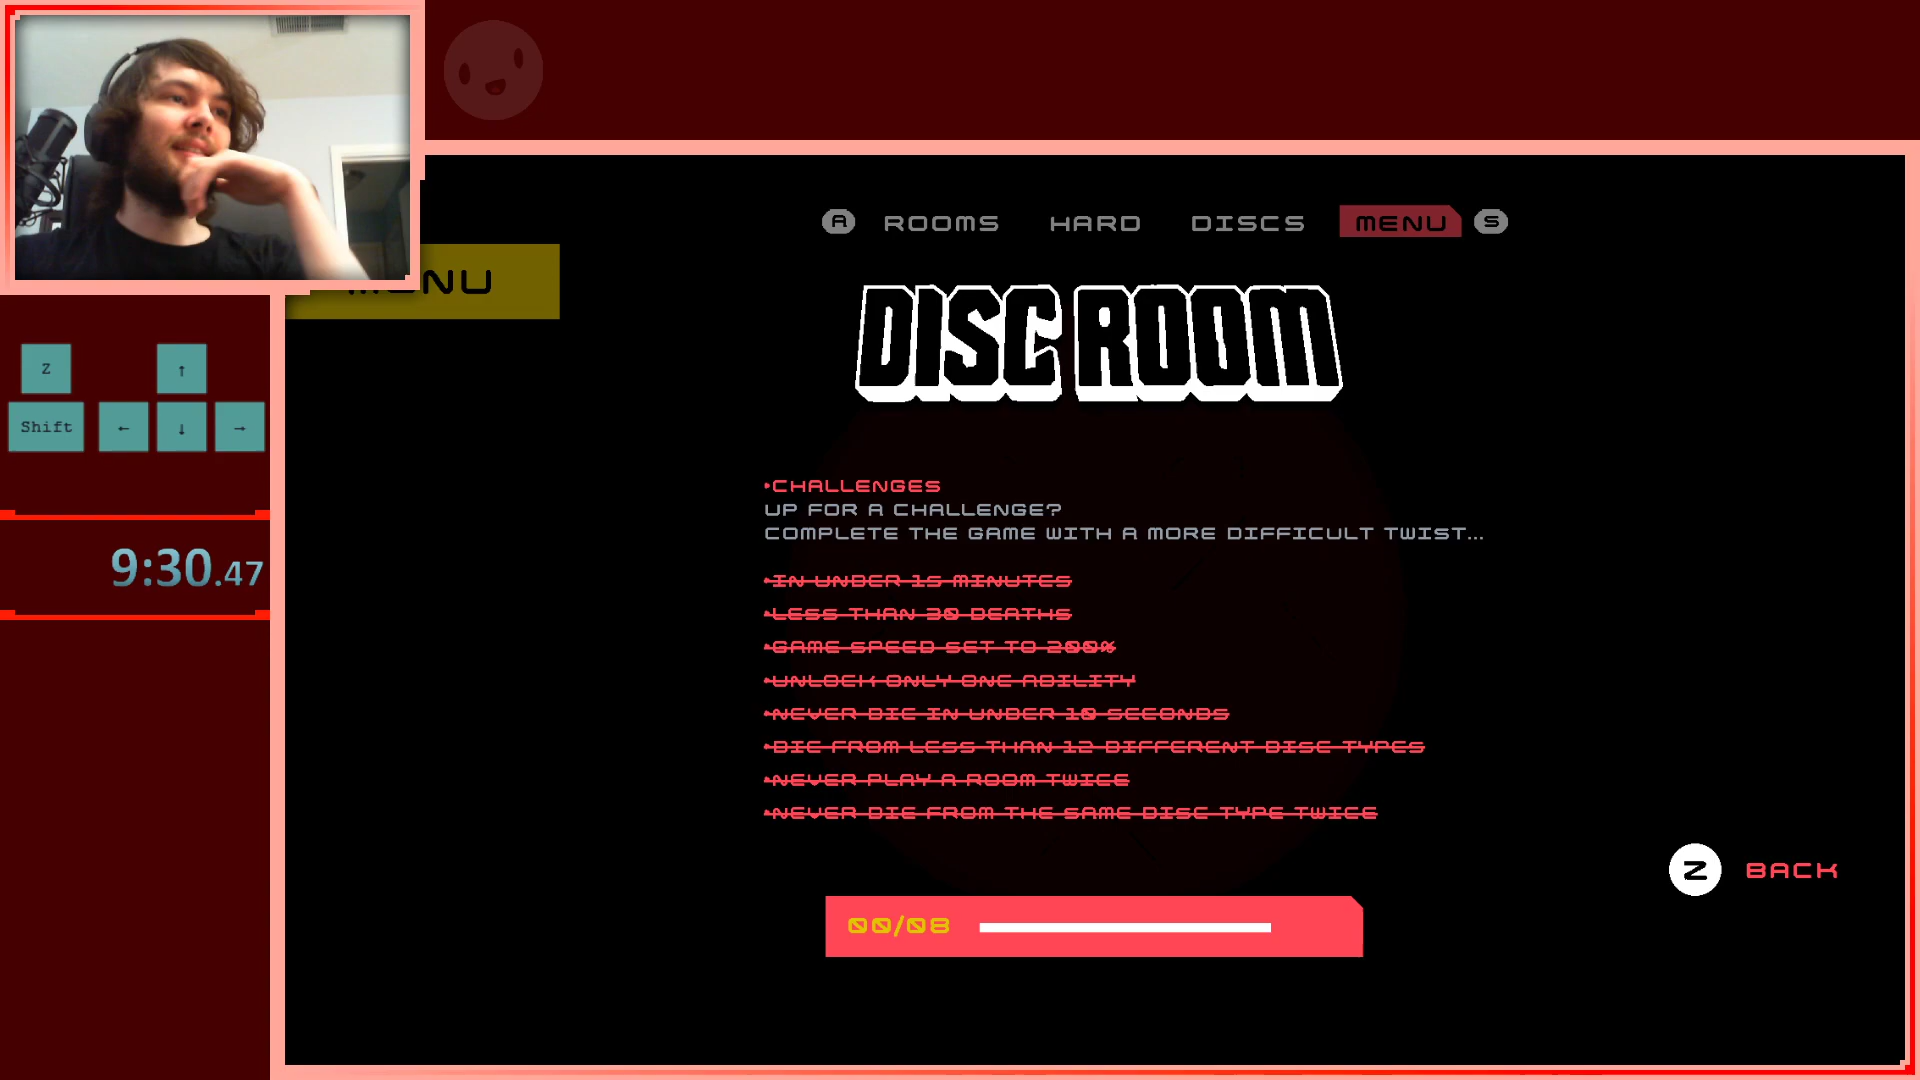 A ROOMS HARD DISCS MENU S
MENU
DISC ROOM
Z ↑
Shift ← ↓ →
•CHALLENGES
UP FOR A CHALLENGE?
COMPLETE THE GAME WITH A MORE DIFFICULT TWIST...
9:30.47
•IN UNDER 15 MINUTES
•LESS THAN 30 DEATHS
•GAME SPEED SET TO 200%
•UNLOCK ONLY ONE ABILITY
•NEVER DIE IN UNDER 10 SECONDS
•DIE FROM LESS THAN 12 DIFFERENT DISC TYPES
•NEVER PLAY A ROOM TWICE
•NEVER DIE FROM THE SAME DISC TYPE TWICE
Z BACK
00/08